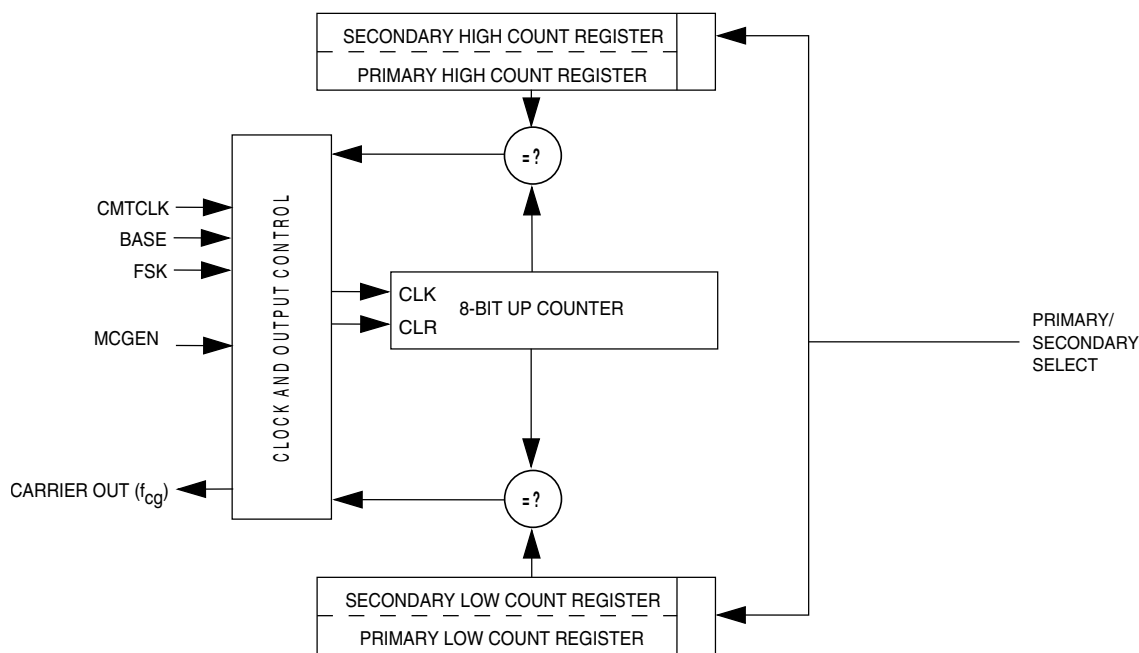 SECONDARY HIGH COUNT REGISTER
PRIMARY HIGH COUNT REGISTER
=?
CMTCLK
BASE
FSK
MCGEN
CLOCK AND OUTPUT CONTROL
CLK
CLR
8-BIT UP COUNTER
PRIMARY/
SECONDARY
SELECT
CARRIER OUT (fcg)
=?
SECONDARY LOW COUNT REGISTER
PRIMARY LOW COUNT REGISTER